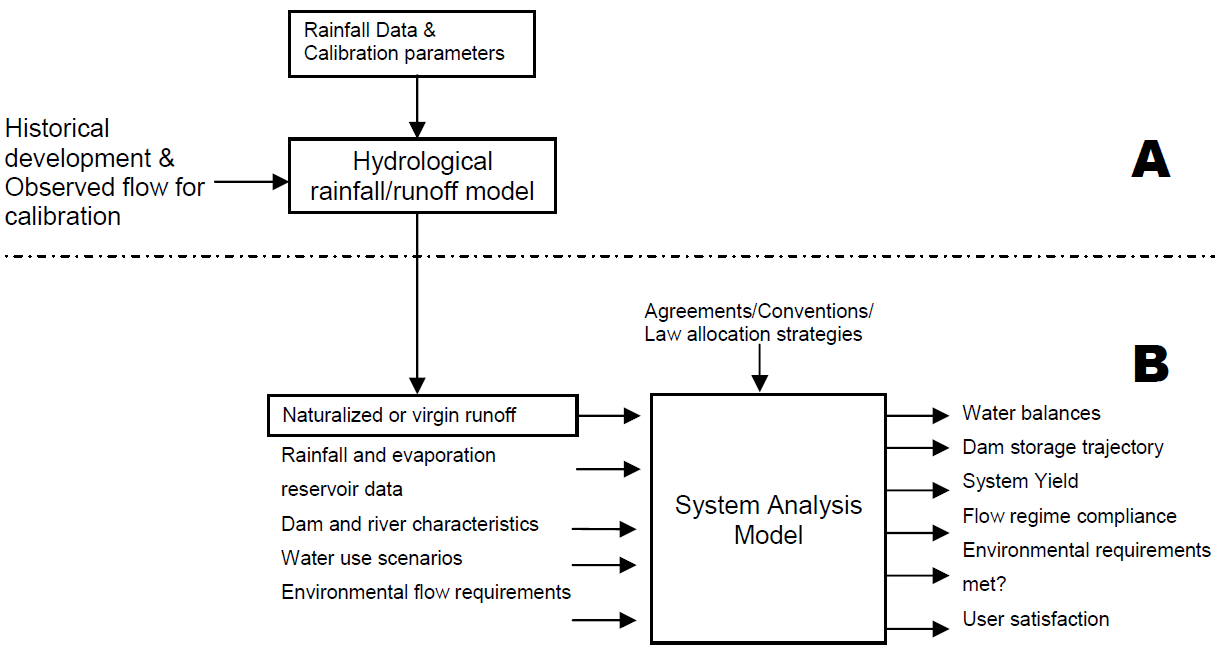 Rainfall Data &
Calibration parameters
Historical
development &
Observed flow for
calibration
Hydrological
rainfall/runoff model
A
Agreements/Conventions/
Law allocation strategies
B
Naturalized or virgin runoff
Rainfall and evaporation
reservoir data
Dam and river characteristics
Water use scenarios
Environmental flow requirements
System Analysis
Model
Water balances
Dam storage trajectory
System Yield
Flow regime compliance
Environmental requirements
met?
User satisfaction